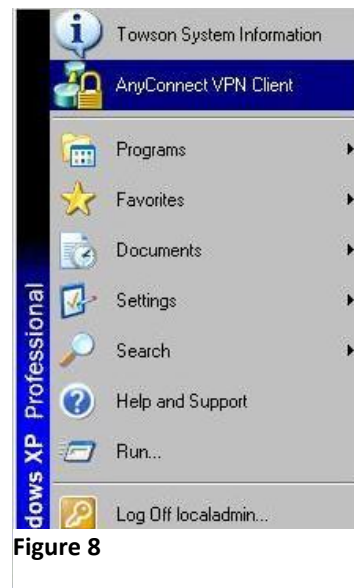 Towson System Information
AnyConnect VPN Client
Programs
Favorites
Documents
Settings
Search
Help and Support
Run...
Log Off localadmin...
dows XP Professional
Figure 8